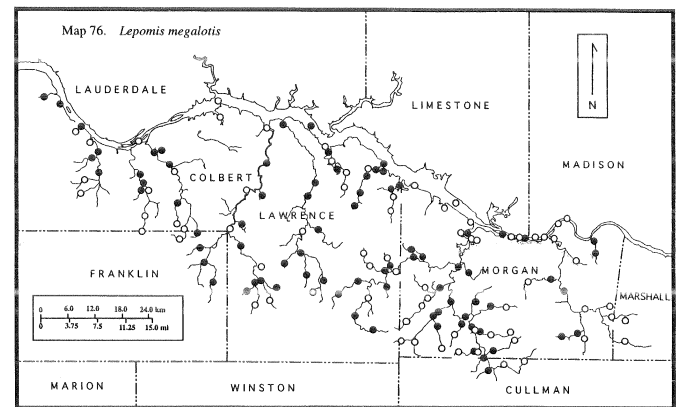 Map 76. Lepomis megalotis
LAUDERDALE
LIMESTONE
N
MADISON
COLBERT
LAWRENCE
FRANKLIN
MORGAN
MARSHALL
0 6.0 12.0 18.0 24.0 km
0 3.75 7.5 11.25 15.0 mi
MARION
WINSTON
CULLMAN